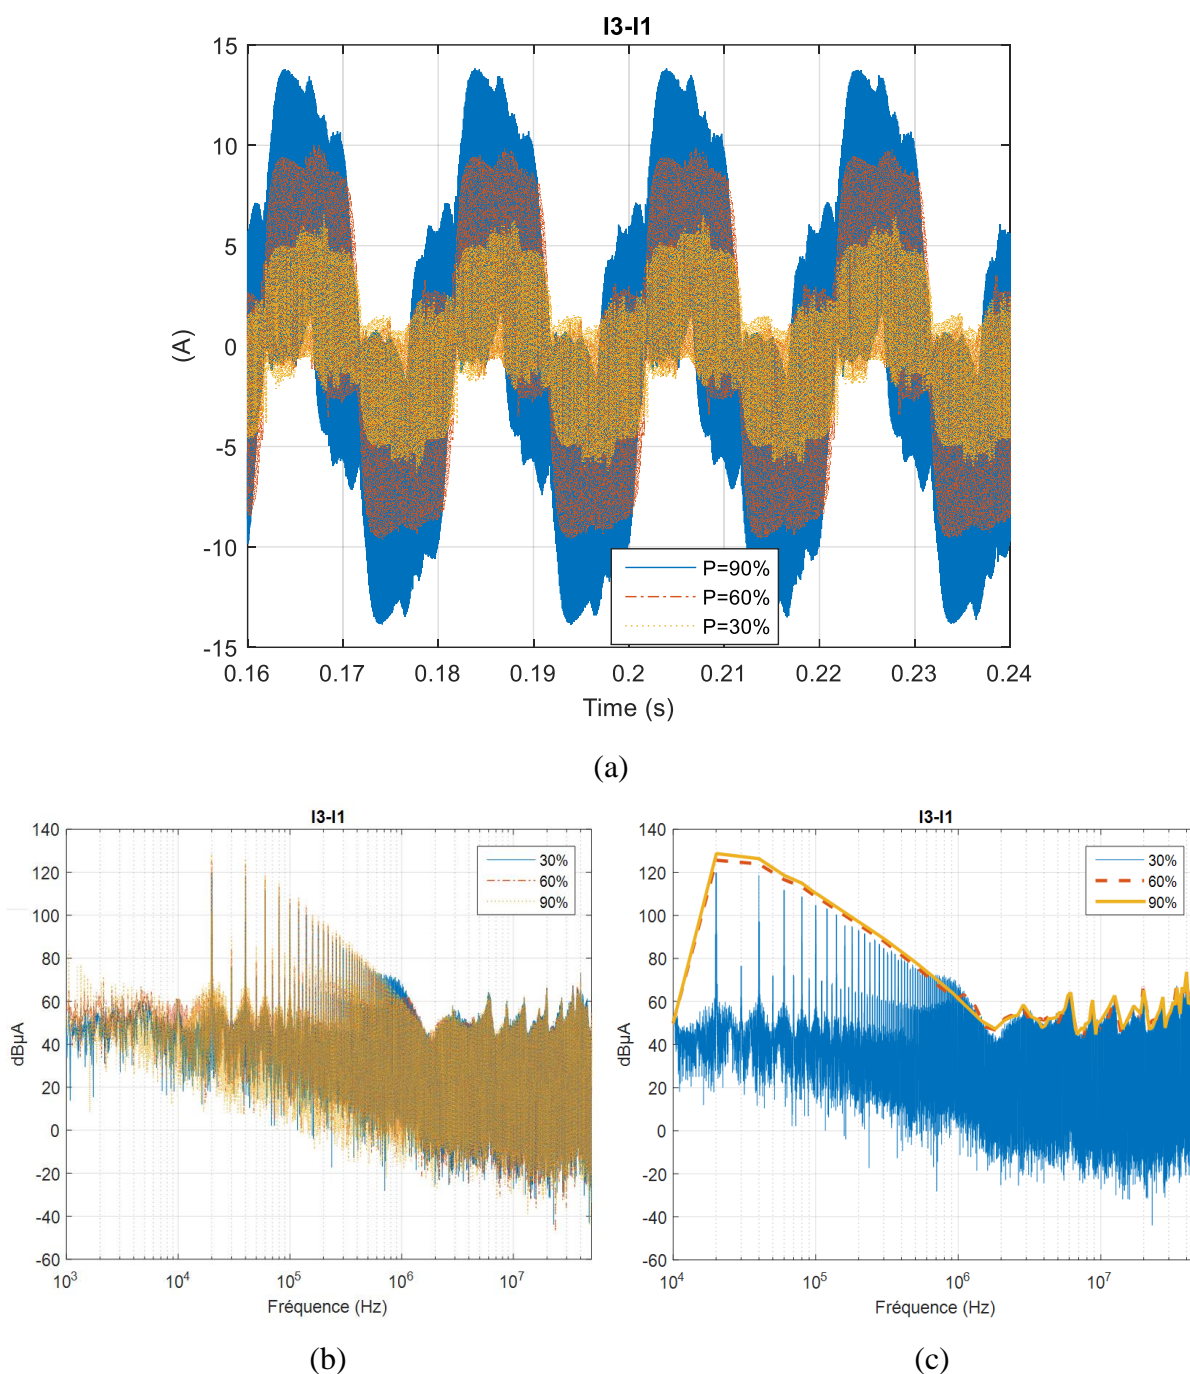 I3-I1
15
10
5
0
-5
-10
-15
(A)
P=90%
P=60%
P=30%
0.16 0.17 0.18 0.19 0.2 0.21 0.22 0.23 0.24
Time (s)
(a)
I3-I1
140
120
100
80
60
40
20
0
-20
-40
-60
dBµA
30%
60%
90%
10³ 10⁴ 10⁵ 10⁶ 10⁷
Fréquence (Hz)
(b)
I3-I1
140
120
100
80
60
40
20
0
-20
-40
-60
dBµA
30%
60%
90%
10⁴ 10⁵ 10⁶ 10⁷
Fréquence (Hz)
(c)